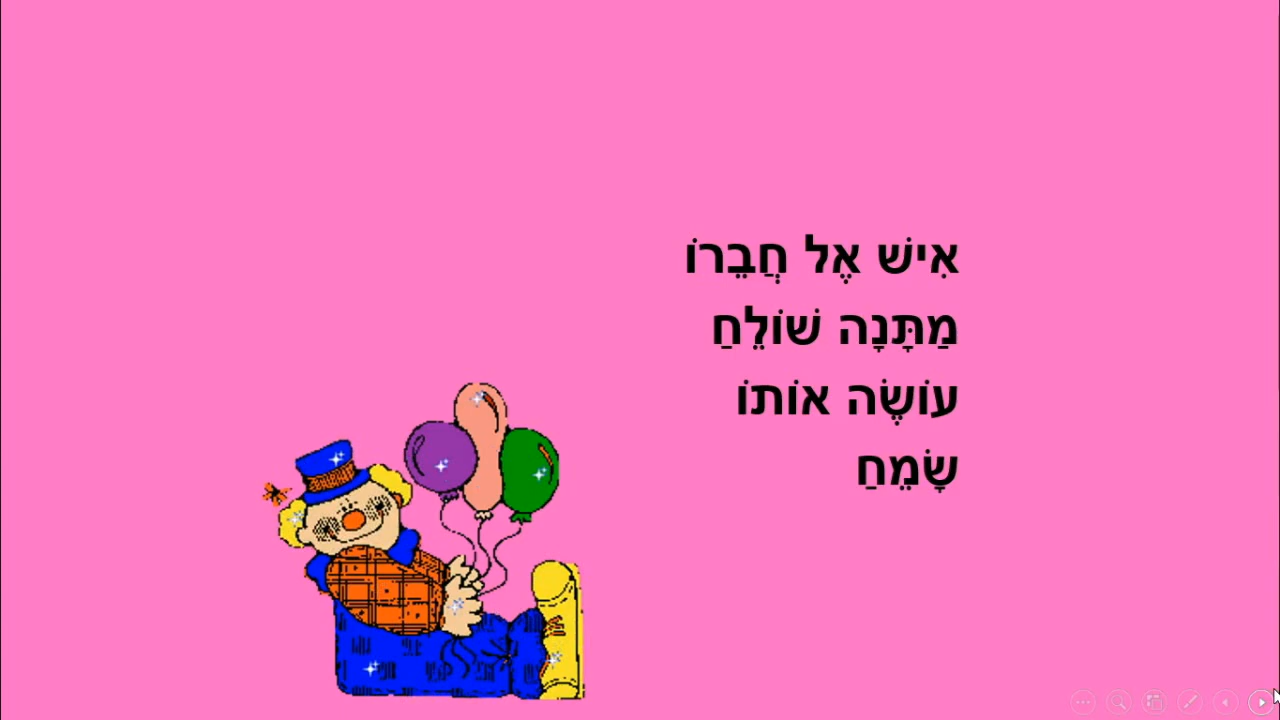 אִישׁ אֶל חֲבֵרוֹ
מַתָּנָה שׁוֹלֵחַ
עוֹשֶׂה אוֹתוֹ
שָׂמֵחַ